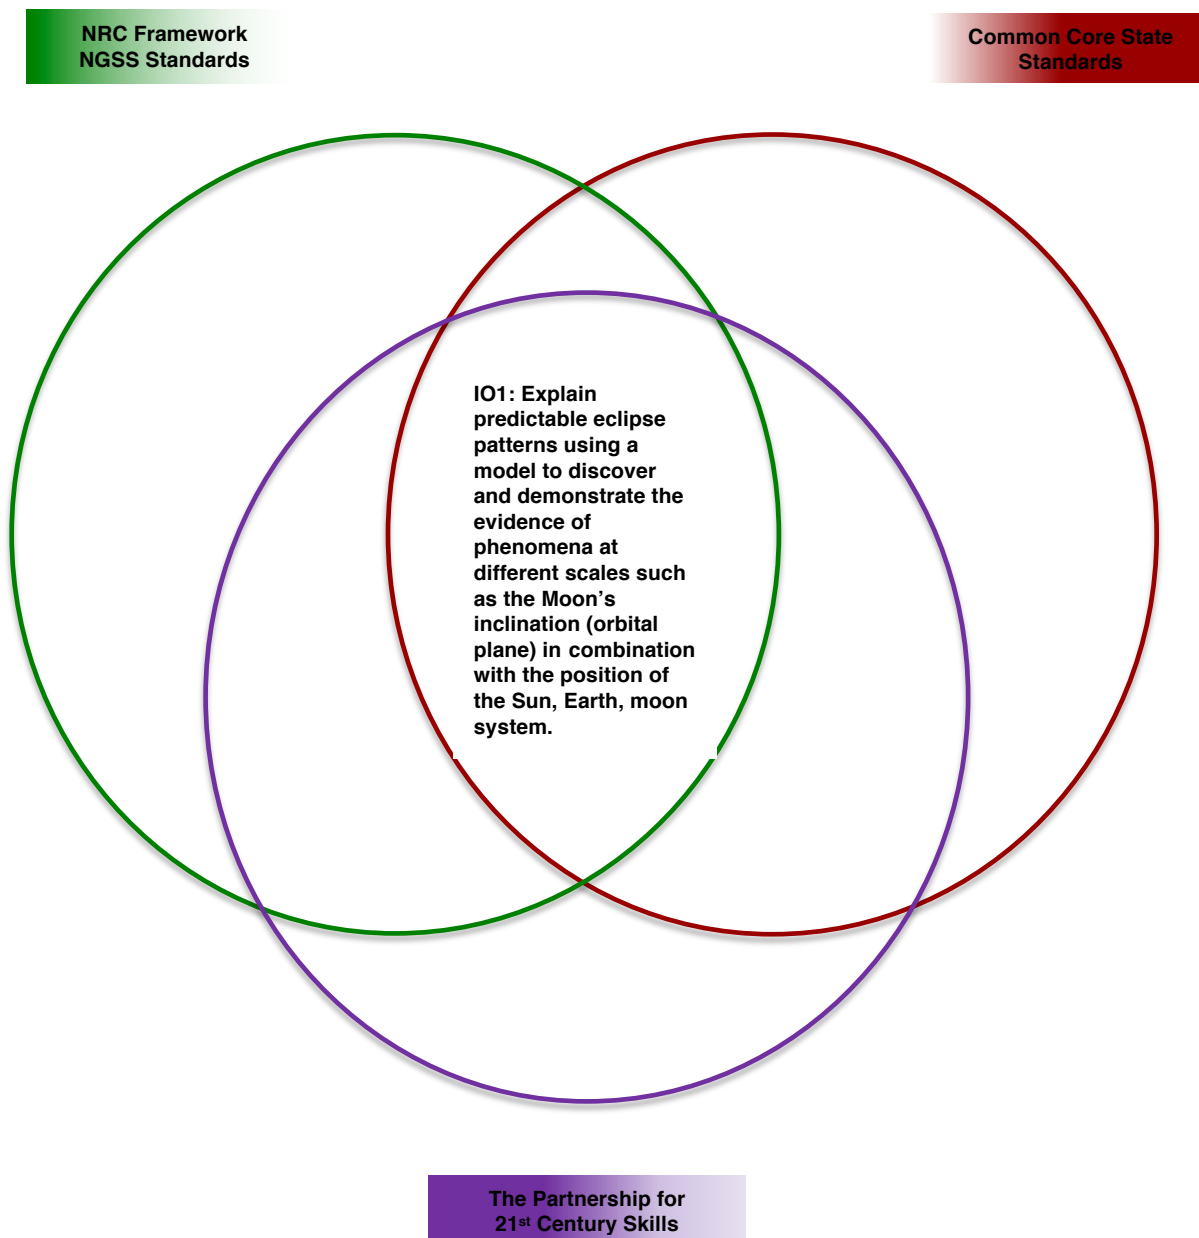 NRC Framework
NGSS Standards
Common Core State
Standards
IO1: Explain
predictable eclipse
patterns using a
model to discover
and demonstrate the
evidence of
phenomena at
different scales such
as the Moon’s
inclination (orbital
plane) in combination
with the position of
the Sun, Earth, moon
system.
The Partnership for
21st Century Skills